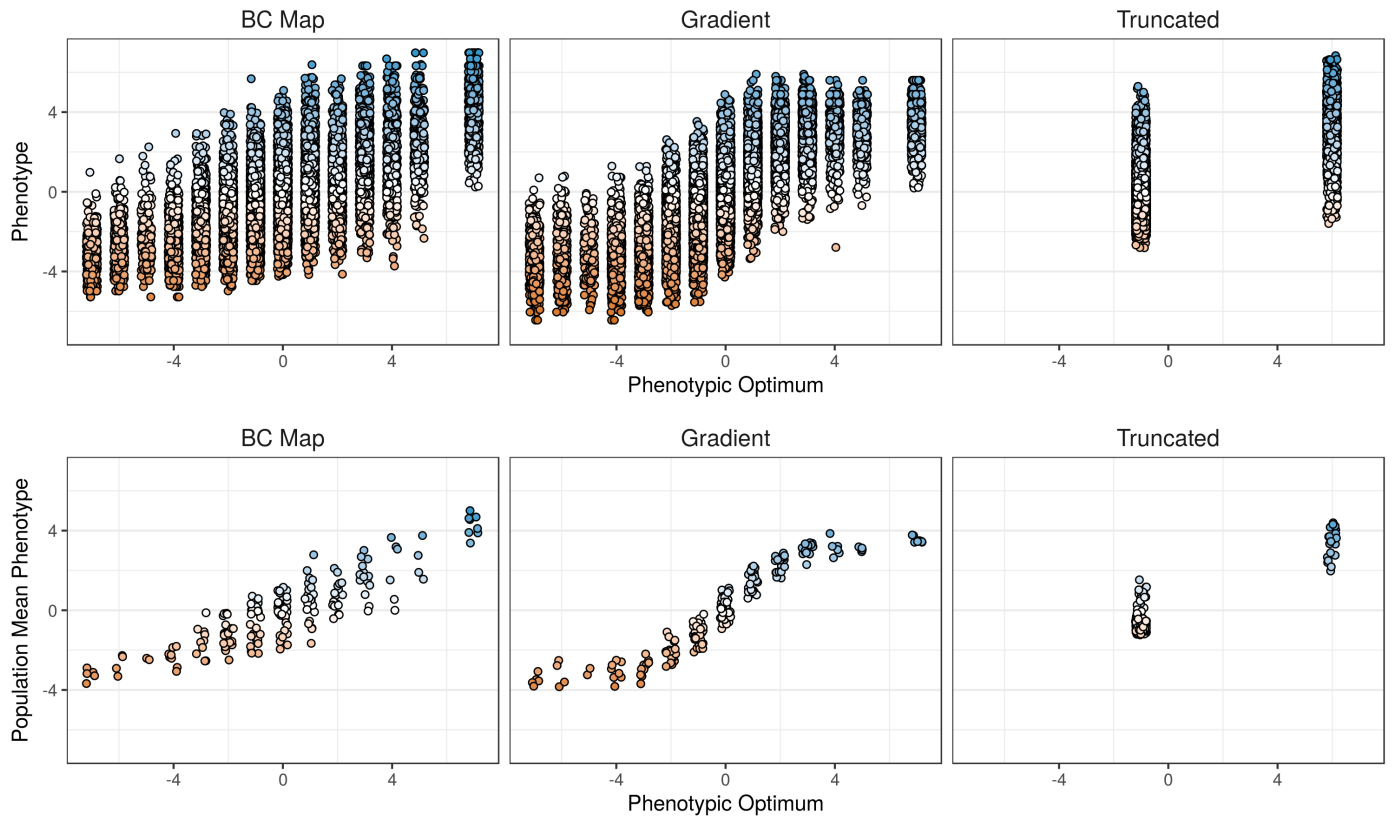 BC Map Gradient Truncated
Phenotype
4
0
-4
-4 0 4 -4 0 4 -4 0 4
Phenotypic Optimum
BC Map Gradient Truncated
Population Mean Phenotype
4
0
-4
-4 0 4 -4 0 4 -4 0 4
Phenotypic Optimum